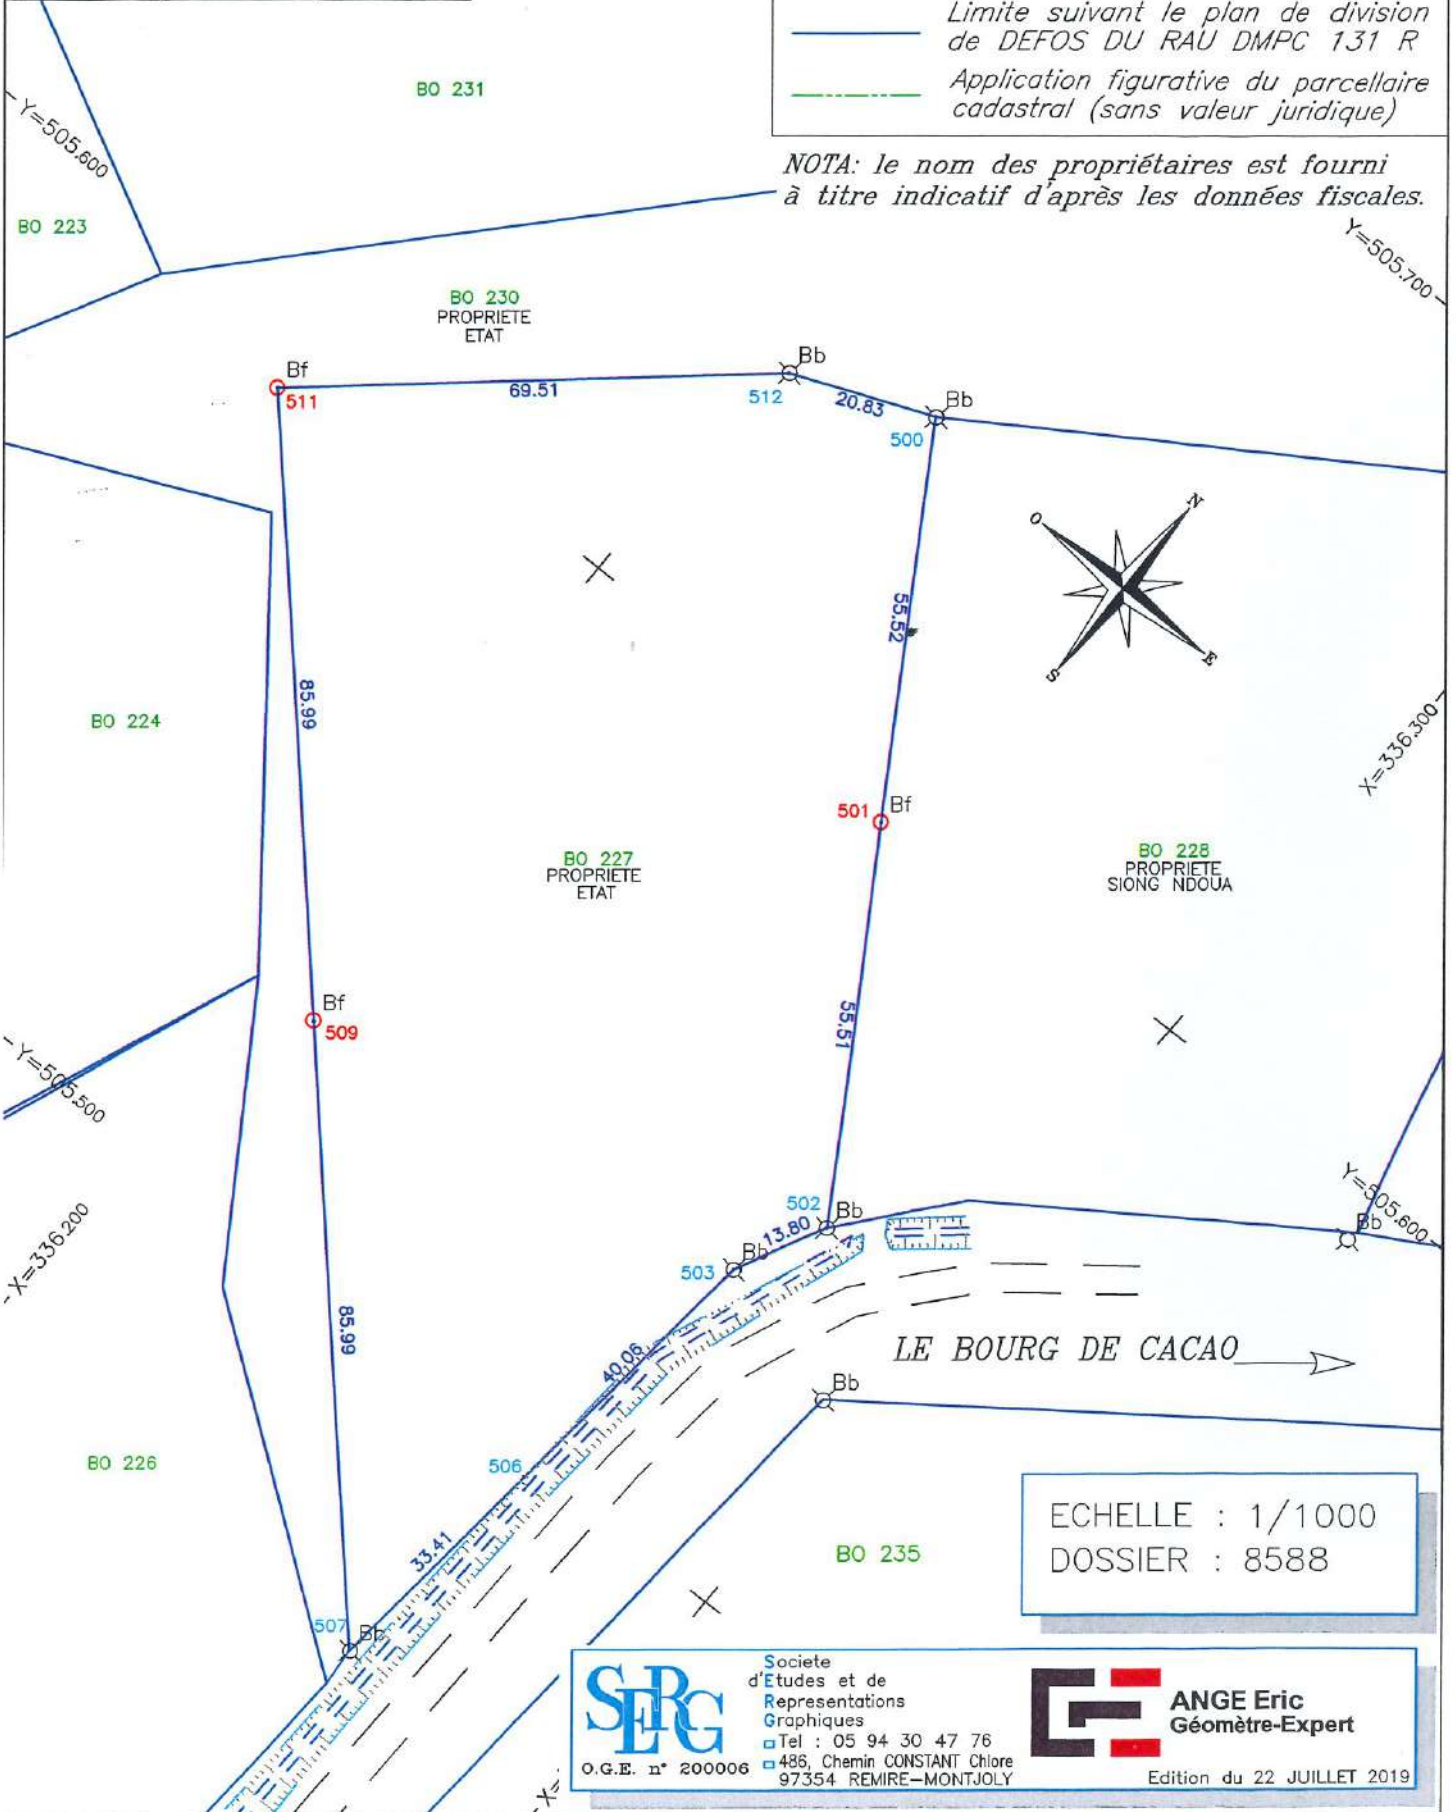 Limite suivant le plan de division
de DEFOS DU RAU DMPC 131 R
Application figurative du parcellaire
cadastral (sans valeur juridique)
NOTA: le nom des propriétaires est fourni
à titre indicatif d'après les données fiscales.
BO 231
Y=505.600
BO 223
Y=505.700
BO 230
PROPRIETE
ETAT
Bf
511
69.51
Bb
512
20.83
Bb
500
N
O
E
S
55.52
85.99
BO 224
X=336.300
501
Bf
BO 227
PROPRIETE
ETAT
BO 228
PROPRIETE
SIONG NDOUA
Bf
509
55.51
Y=505.500
X=336.200
502
Bb
13.80
Bb
503
Y=505.600
Bb
85.99
40.06
LE BOURG DE CACAO
Bb
BO 226
506
33.41
BO 235
507
Bb
ECHELLE : 1/1000
DOSSIER : 8588
SERG
O.G.E. n° 200006
Societe
d'Etudes et de
Representations
Graphiques
Tel : 05 94 30 47 76
486, Chemin CONSTANT Chlore
97354 REMIRE-MONTJOLY
ANGE Eric
Géomètre-Expert
Edition du 22 JUILLET 2019
X=